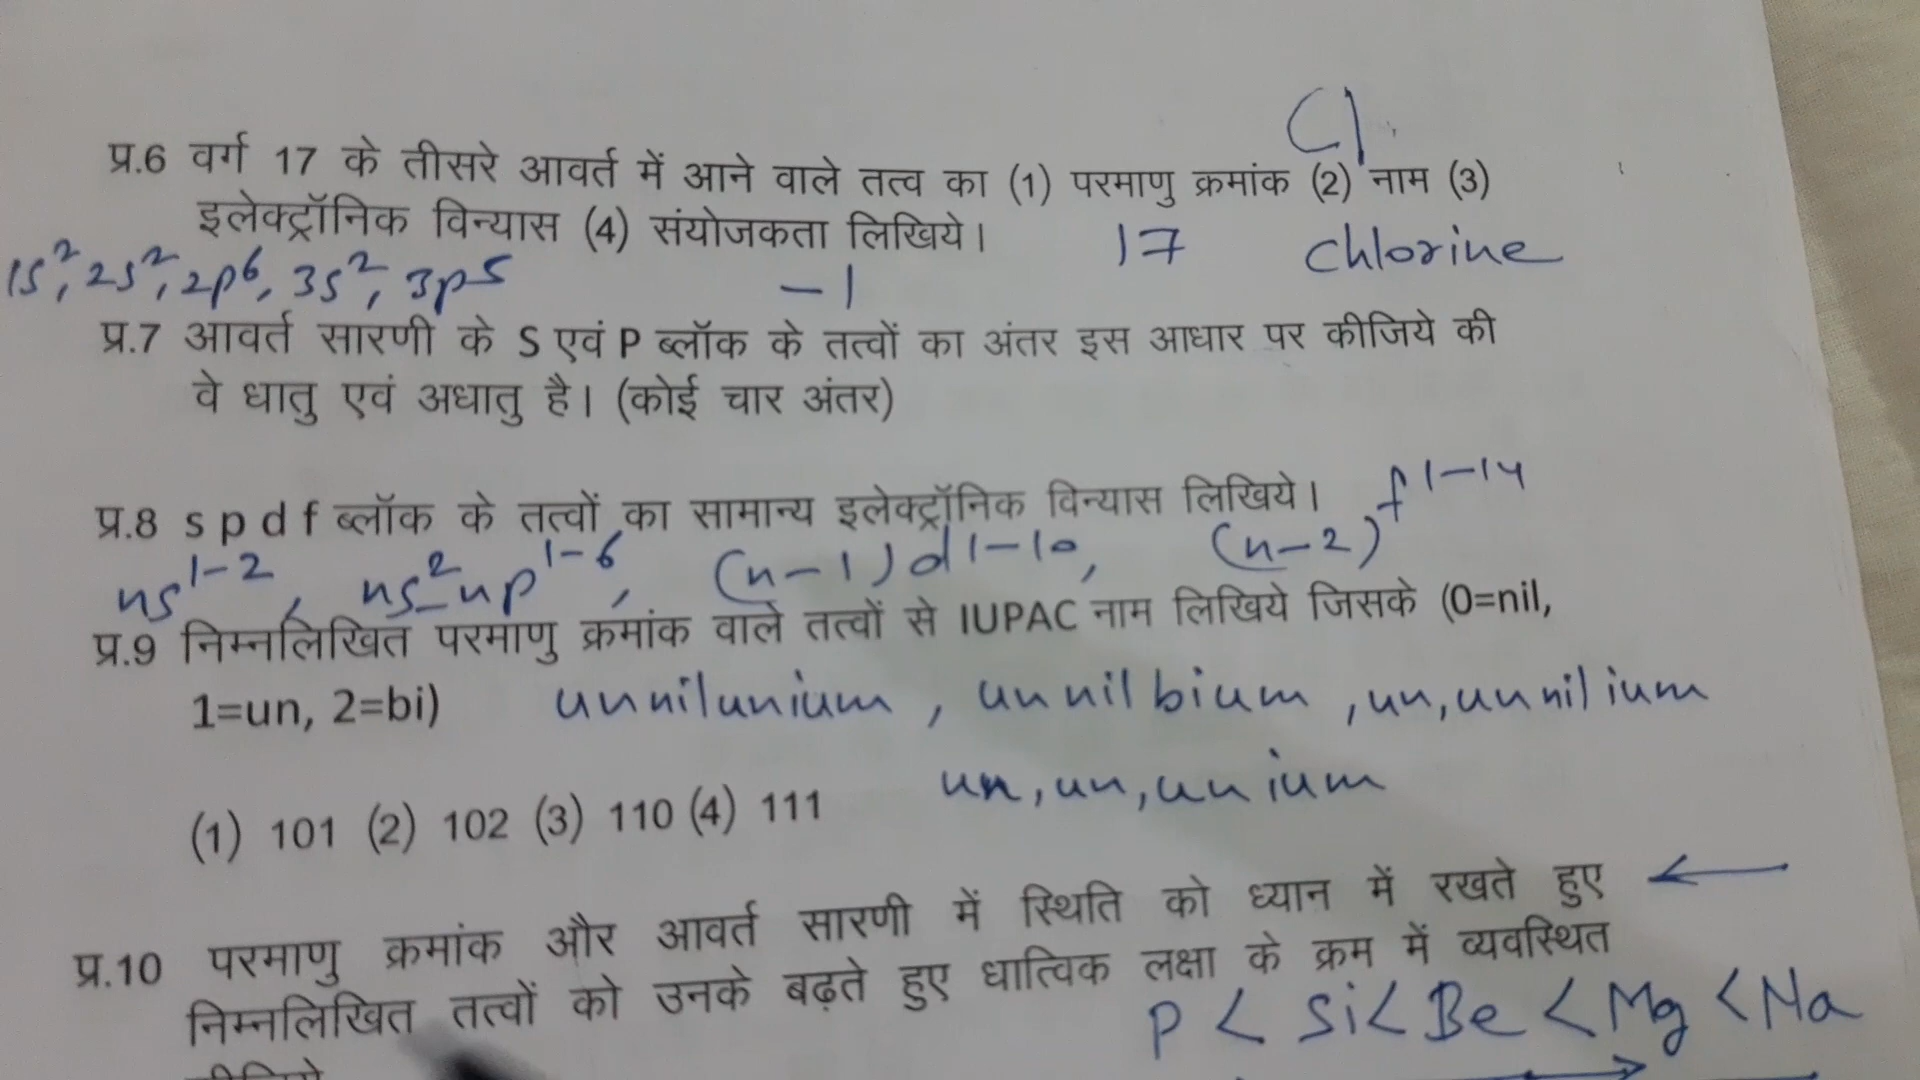 Cl
प्र.6 वर्ग 17 के तीसरे आवर्त में आने वाले तत्व का (1) परमाणु क्रमांक (2) नाम (3)
इलेक्ट्रॉनिक विन्यास (4) संयोजकता लिखिये। 17 chlorine
1s², 2s², 2p⁶, 3s², 3p⁵ -1
प्र.7 आवर्त सारणी के S एवं P ब्लॉक के तत्वों का अंतर इस आधार पर कीजिये की
वे धातु एवं अधातु है। (कोई चार अंतर)
प्र.8 s p d f ब्लॉक के तत्वों का सामान्य इलेक्ट्रॉनिक विन्यास लिखिये।
ns¹⁻², ns² np¹⁻⁶, (n-1)d1-10, (n-2)f¹⁻¹⁴
प्र.9 निम्नलिखित परमाणु क्रमांक वाले तत्वों से IUPAC नाम लिखिये जिसके (0=nil,
1=un, 2=bi) unnilunium, unnilbium, un,unnilium
un,un,unium
(1) 101 (2) 102 (3) 110 (4) 111
प्र.10 परमाणु क्रमांक और आवर्त सारणी में स्थिति को ध्यान में रखते हुए
निम्नलिखित तत्वों को उनके बढ़ते हुए धात्विक लक्षा के क्रम में व्यवस्थित
P < Si < Be < Mg < Na